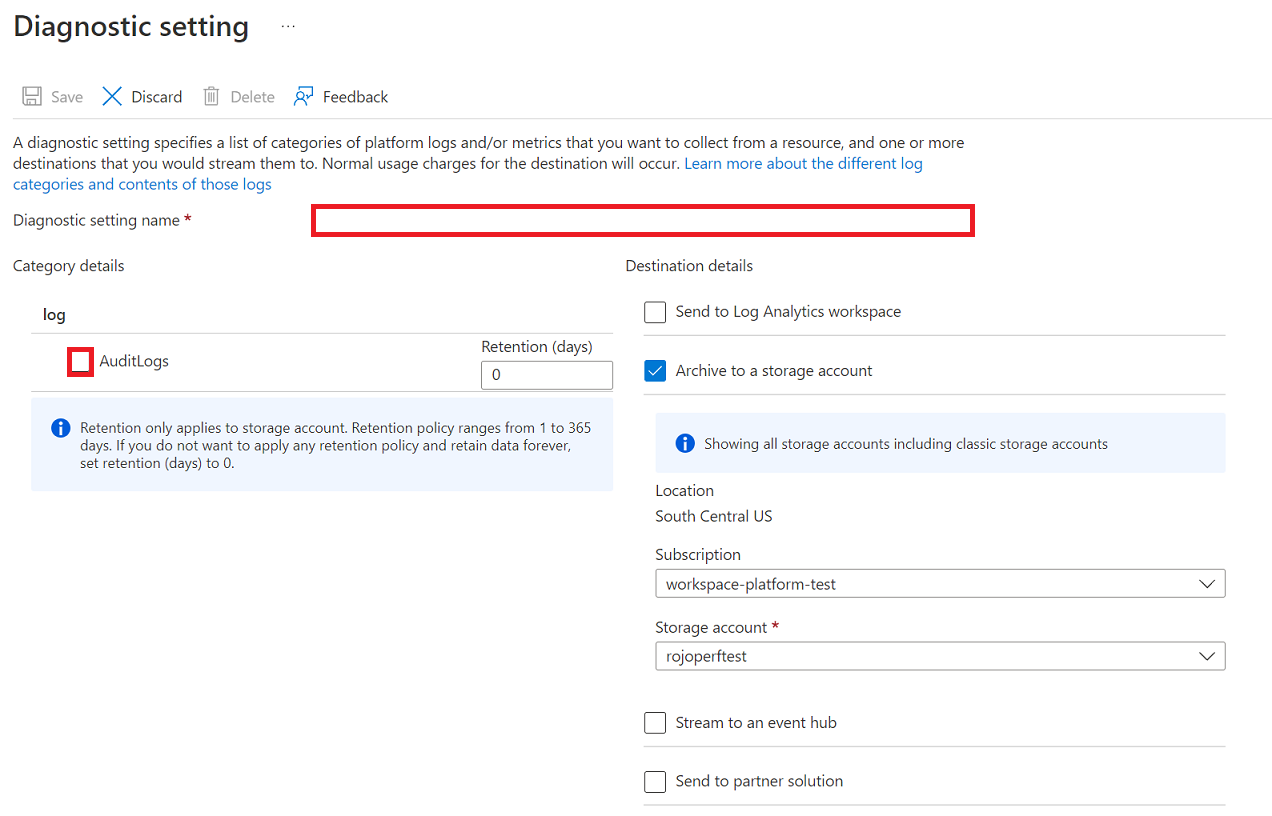 Diagnostic setting ...
Save Discard Delete Feedback
A diagnostic setting specifies a list of categories of platform logs and/or metrics that you want to collect from a resource, and one or more
destinations that you would stream them to. Normal usage charges for the destination will occur. Learn more about the different log
categories and contents of those logs
Diagnostic setting name *
Category details
log
AuditLogs
Retention (days)
0
Retention only applies to storage account. Retention policy ranges from 1 to 365
days. If you do not want to apply any retention policy and retain data forever,
set retention (days) to 0.
Destination details
Send to Log Analytics workspace
Archive to a storage account
Showing all storage accounts including classic storage accounts
Location
South Central US
Subscription
workspace-platform-test
Storage account *
rojoperftest
Stream to an event hub
Send to partner solution